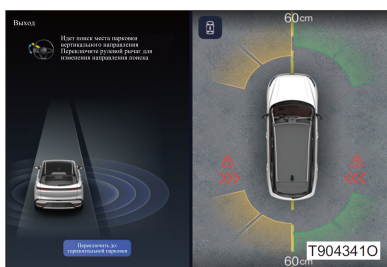 Выход
Идет поиск места парковки
вертикального направления
Переключите рулевой рычаг для
изменения направления поиска
Переключить до
горизонтальной парковки
60cm
60cm
T904341O